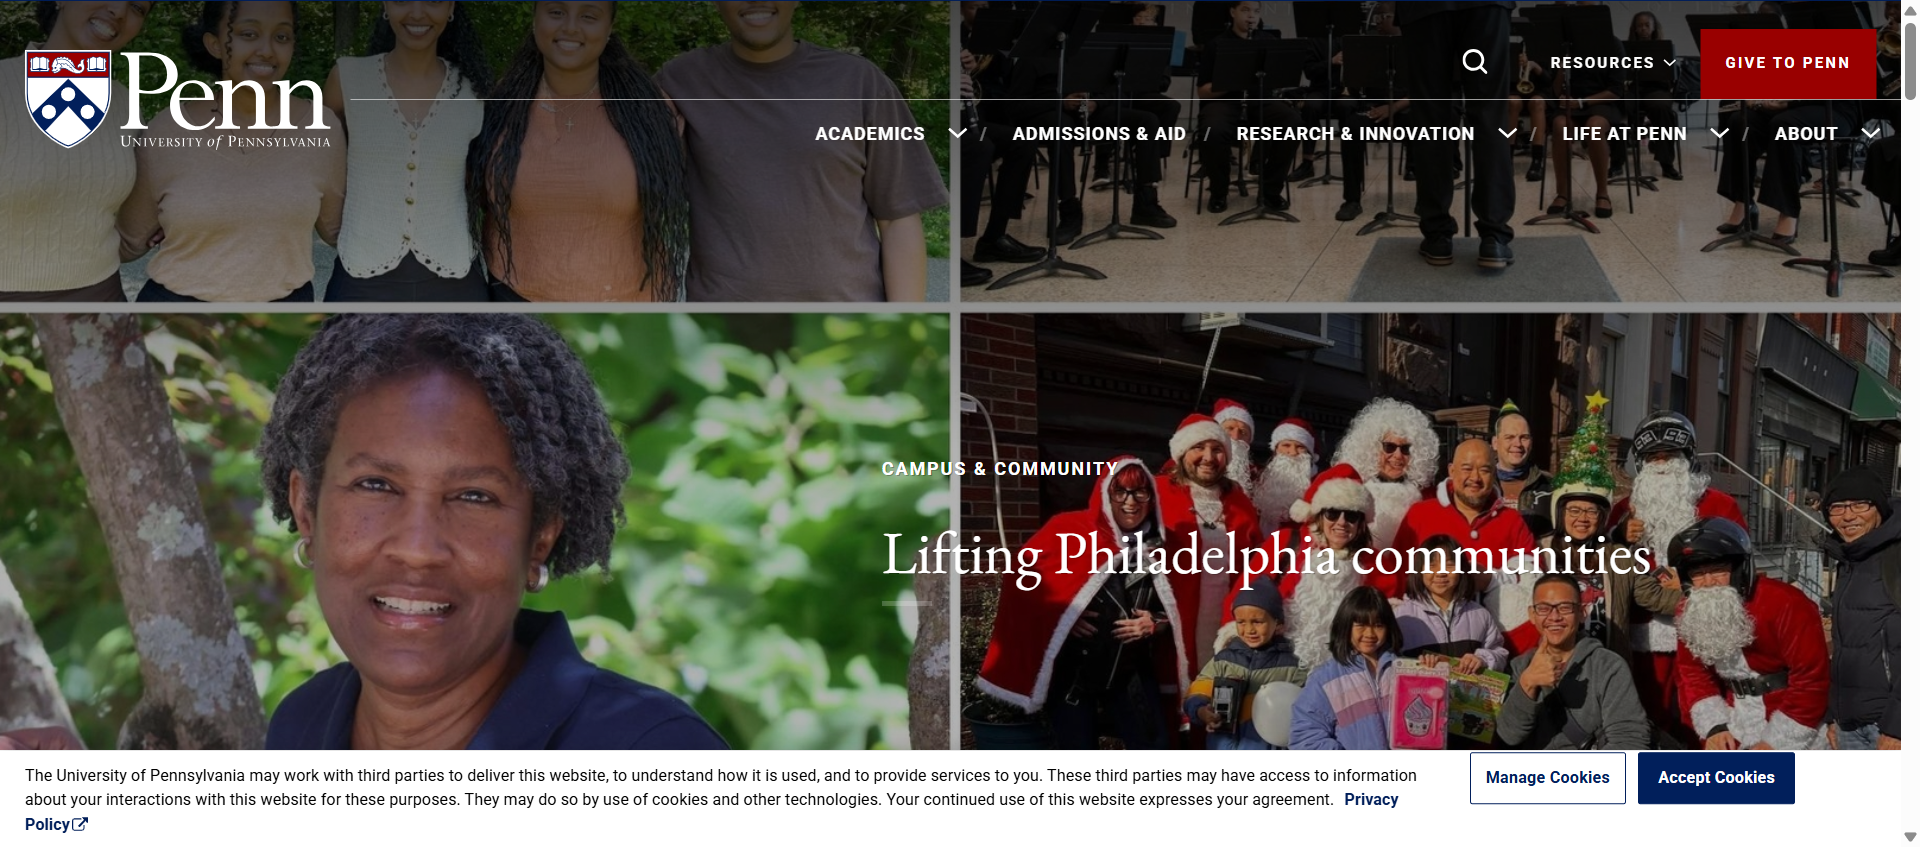 Penn
University of Pennsylvania
RESOURCES
GIVE TO PENN
ACADEMICS / ADMISSIONS & AID / RESEARCH & INNOVATION / LIFE AT PENN / ABOUT
CAMPUS & COMMUNITY
Lifting Philadelphia communities
The University of Pennsylvania may work with third parties to deliver this website, to understand how it is used, and to provide services to you. These third parties may have access to information
about your interactions with this website for these purposes. They may do so by use of cookies and other technologies. Your continued use of this website expresses your agreement. Privacy
Policy
Manage Cookies
Accept Cookies